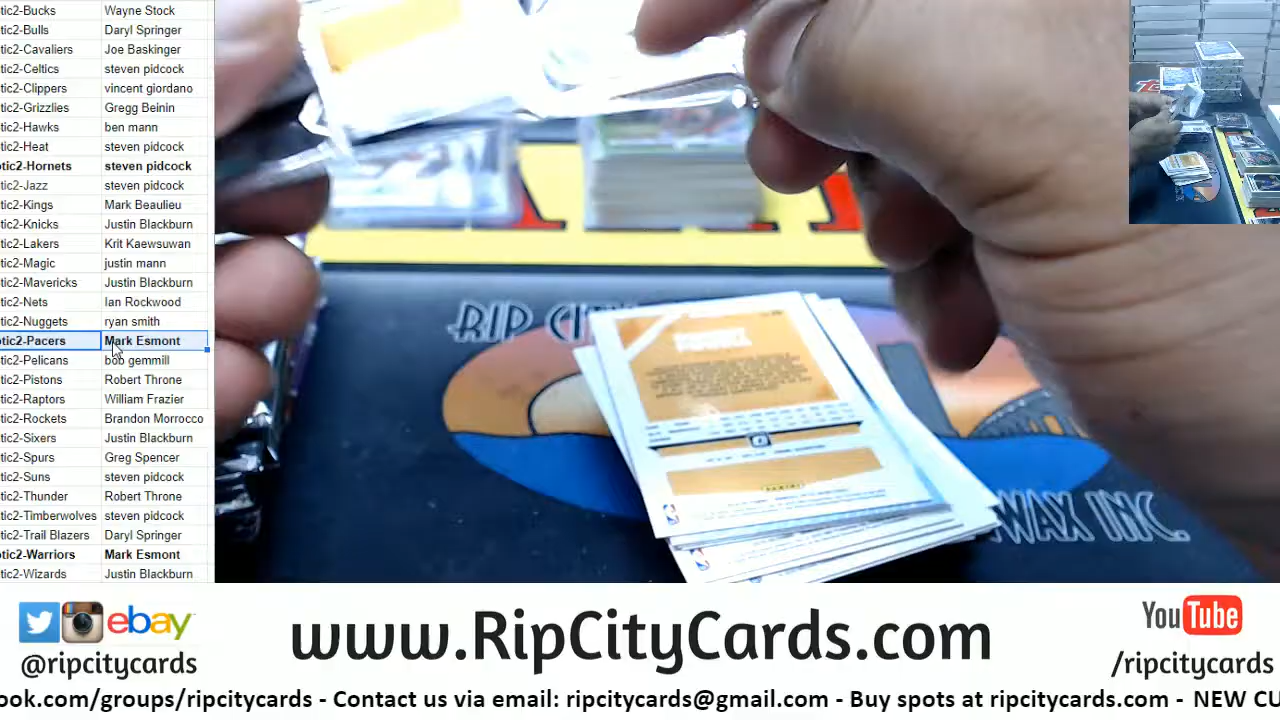 tic2-Bucks Wayne Stock
tic2-Bulls Daryl Springer
tic2-Cavaliers Joe Baskinger
tic2-Celtics steven pidcock
tic2-Clippers vincent giordano
tic2-Grizzlies Gregg Beinin
tic2-Hawks ben mann
tic2-Heat steven pidcock
otic2-Hornets steven pidcock
tic2-Jazz steven pidcock
tic2-Kings Mark Beaulieu
tic2-Knicks Justin Blackburn
tic2-Lakers Krit Kaewsuwan
tic2-Magic justin mann
tic2-Mavericks Justin Blackburn
tic2-Nets Ian Rockwood
tic2-Nuggets ryan smith
otic2-Pacers Mark Esmont
tic2-Pelicans bob gemmill
tic2-Pistons Robert Throne
tic2-Raptors William Frazier
tic2-Rockets Brandon Morrocco
tic2-Sixers Justin Blackburn
tic2-Spurs Greg Spencer
tic2-Suns steven pidcock
tic2-Thunder Robert Throne
tic2-Timberwolves steven pidcock
tic2-Trail Blazers Daryl Springer
otic2-Warriors Mark Esmont
tic2-Wizards Justin Blackburn
RIP CI
WAX INC.
PANINI
ebay
@ripcitycards
www.RipCityCards.com
YouTube
/ripcitycards
ook.com/groups/ripcitycards - Contact us via email: ripcitycards@gmail.com - Buy spots at ripcitycards.com - NEW CU